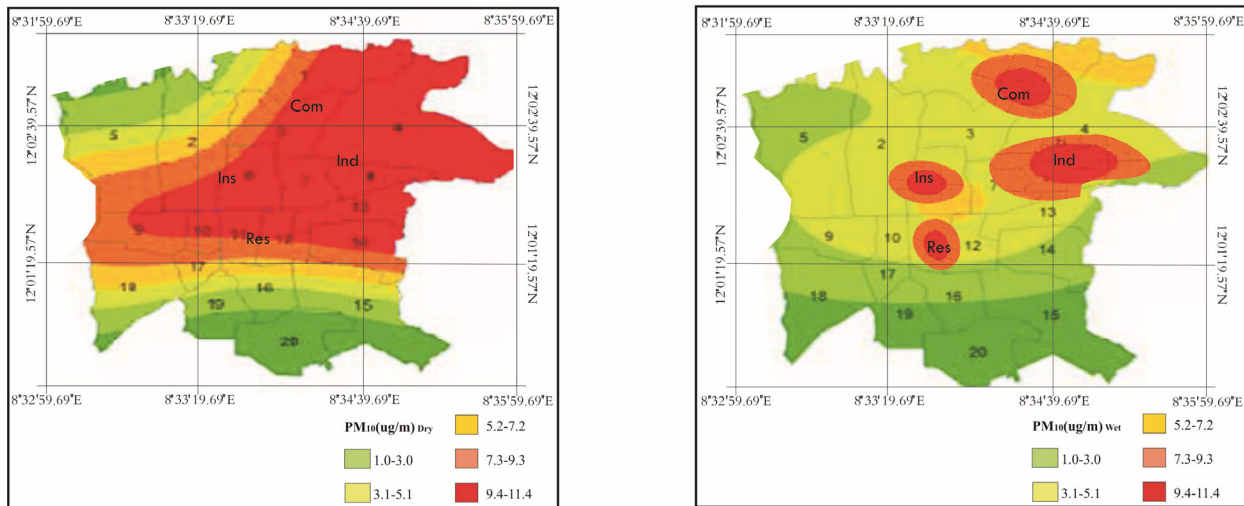 8°31'59.69"E 8°33'19.69"E 8°34'39.69"E 8°35'59.69"E
12°02'39.57"N
12°02'39.57"N
12°01'19.57"N
12°01'19.57"N
1
Com
5
2
3
4
Ins
6
7
Ind
8
13
9
10
11
Res
12
14
17
18
16
19
15
20
8°32'59.69"E 8°33'19.69"E 8°34'39.69"E 8°35'59.69"E
PM10(ug/m) Dry
1.0-3.0
3.1-5.1
5.2-7.2
7.3-9.3
9.4-11.4
8°31'59.69"E 8°33'19.69"E 8°34'39.69"E 8°35'59.69"E
12°02'39.57"N
12°02'39.57"N
12°01'19.57"N
12°01'19.57"N
Com
5
2
3
4
Ins
7
Ind
13
9
10
Res
12
14
17
18
16
19
15
20
8°32'59.69"E 8°33'19.69"E 8°34'39.69"E 8°35'59.69"E
PM10(ug/m) Wet
1.0-3.0
3.1-5.1
5.2-7.2
7.3-9.3
9.4-11.4